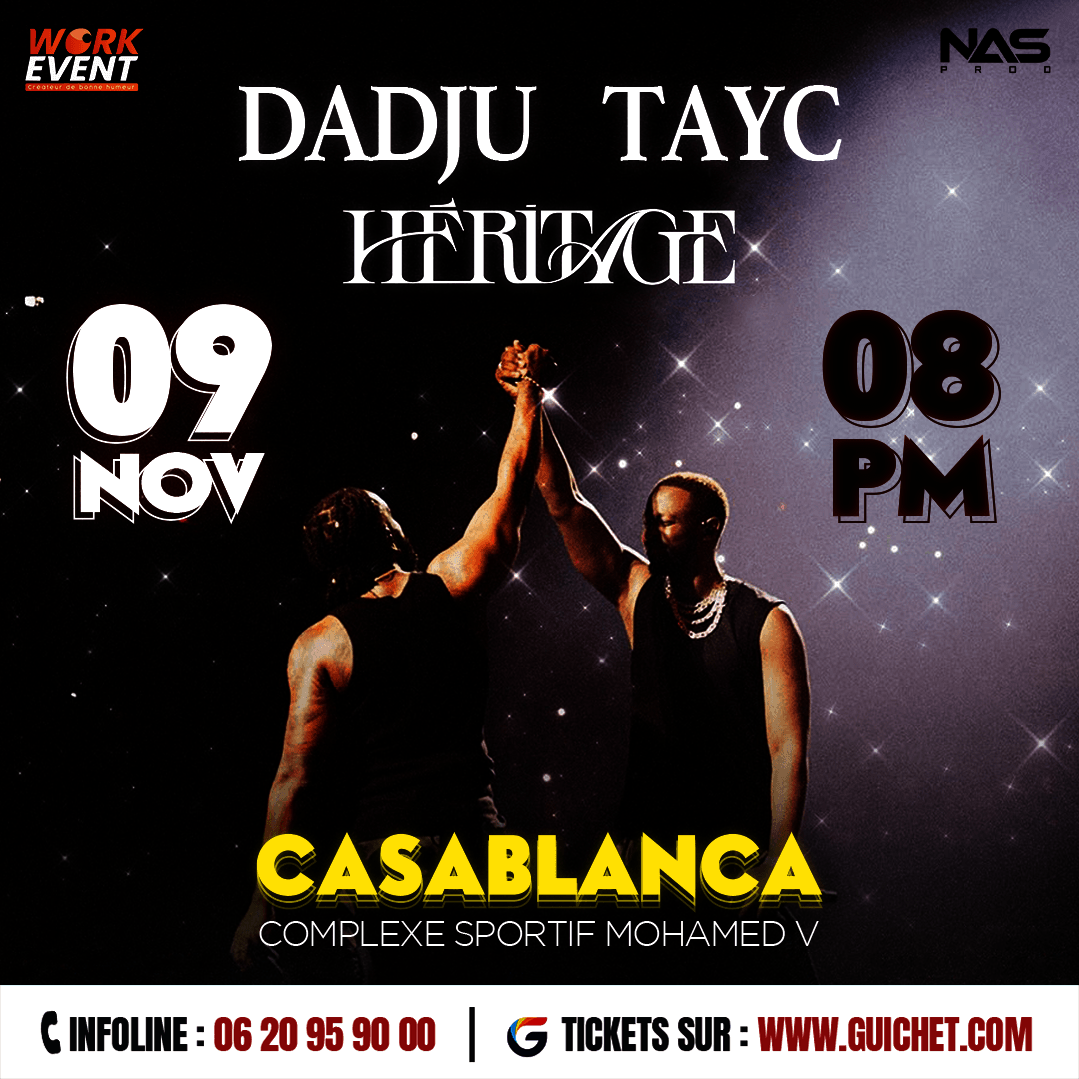 WORK
EVENT
Créateur de bonne humeur
NAS
PROD
DADJU TAYC
HÉRITAGE
09
NOV
08
PM
CASABLANCA
COMPLEXE SPORTIF MOHAMED V
INFOLINE : 06 20 95 90 00 | TICKETS SUR : WWW.GUICHET.COM